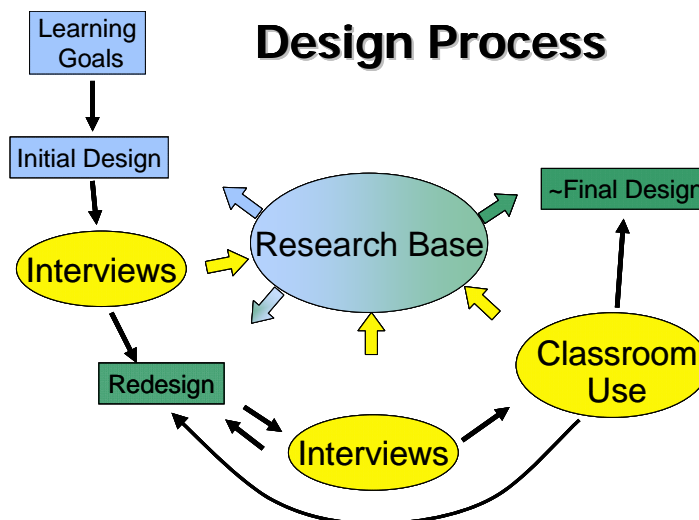 Design Process
Learning
Goals
Initial Design
Interviews
Research Base
~Final Design
Redesign
Interviews
Classroom
Use